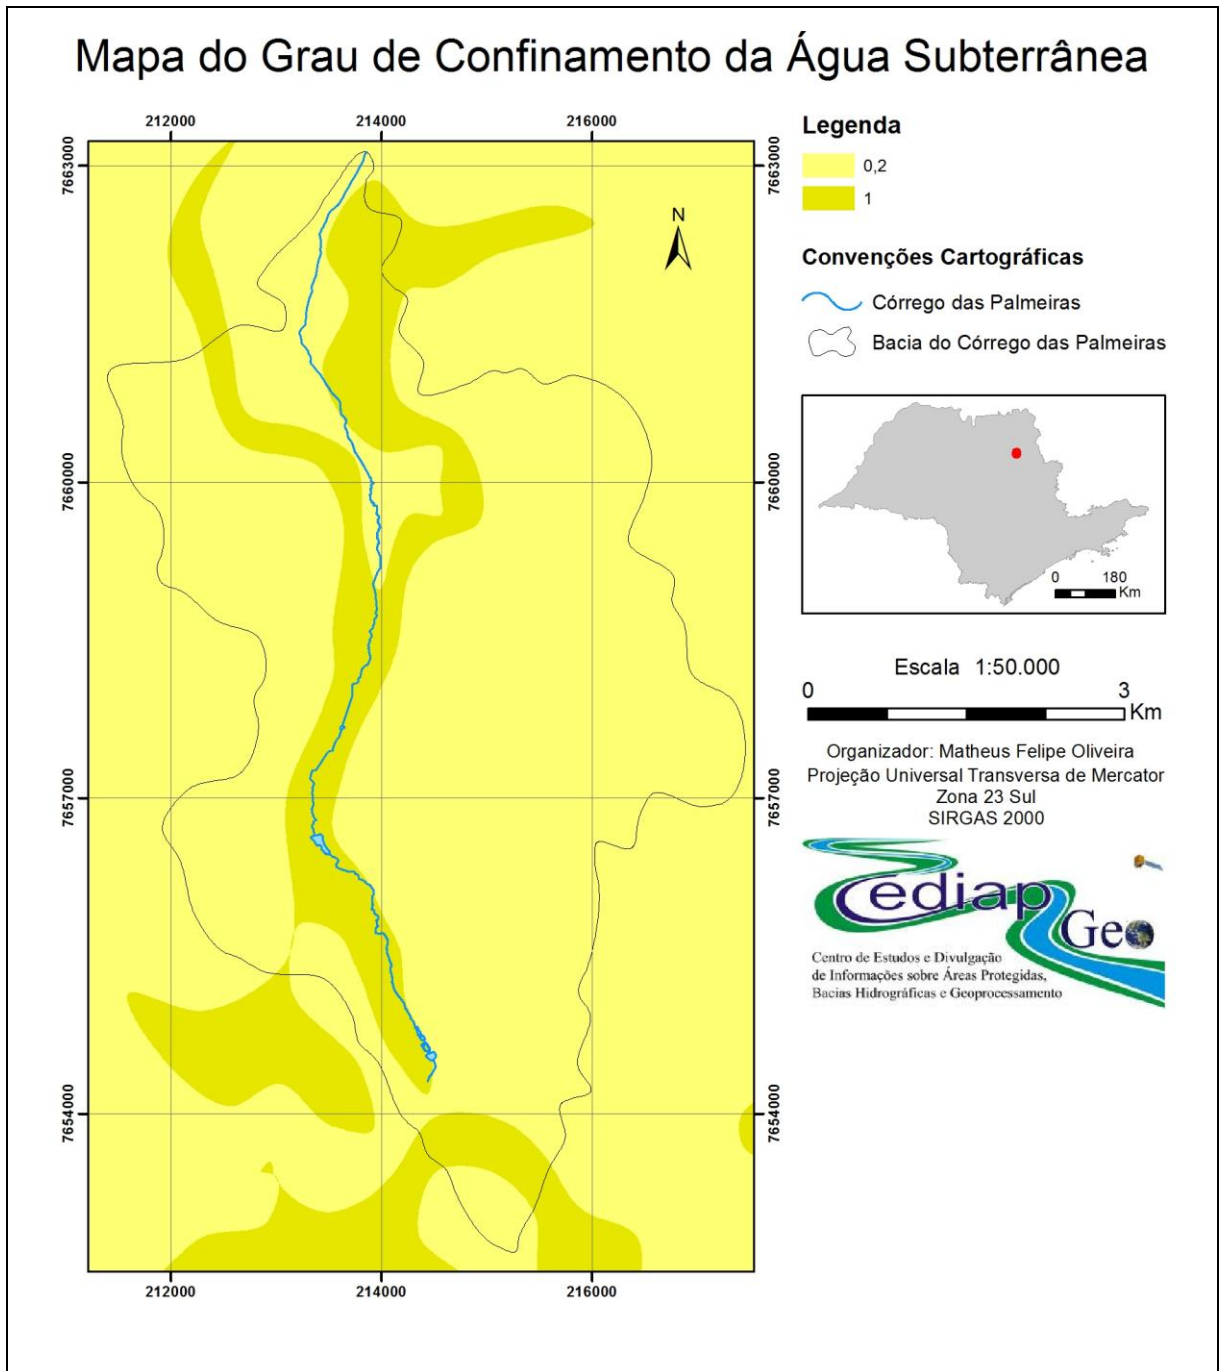 Mapa do Grau de Confinamento da Água Subterrânea
212000 214000 216000
7663000
7660000
7657000
7654000
N
7663000
7660000
7657000
7654000
212000 214000 216000
Legenda
0,2
1
Convenções Cartográficas
Córrego das Palmeiras
Bacia do Córrego das Palmeiras
0 180
Km
Escala 1:50.000
0 3
Km
Organizador: Matheus Felipe Oliveira
Projeção Universal Transversa de Mercator
Zona 23 Sul
SIRGAS 2000
Cediap
Geo
Centro de Estudos e Divulgação
de Informações sobre Áreas Protegidas,
Bacias Hidrográficas e Geoprocessamento